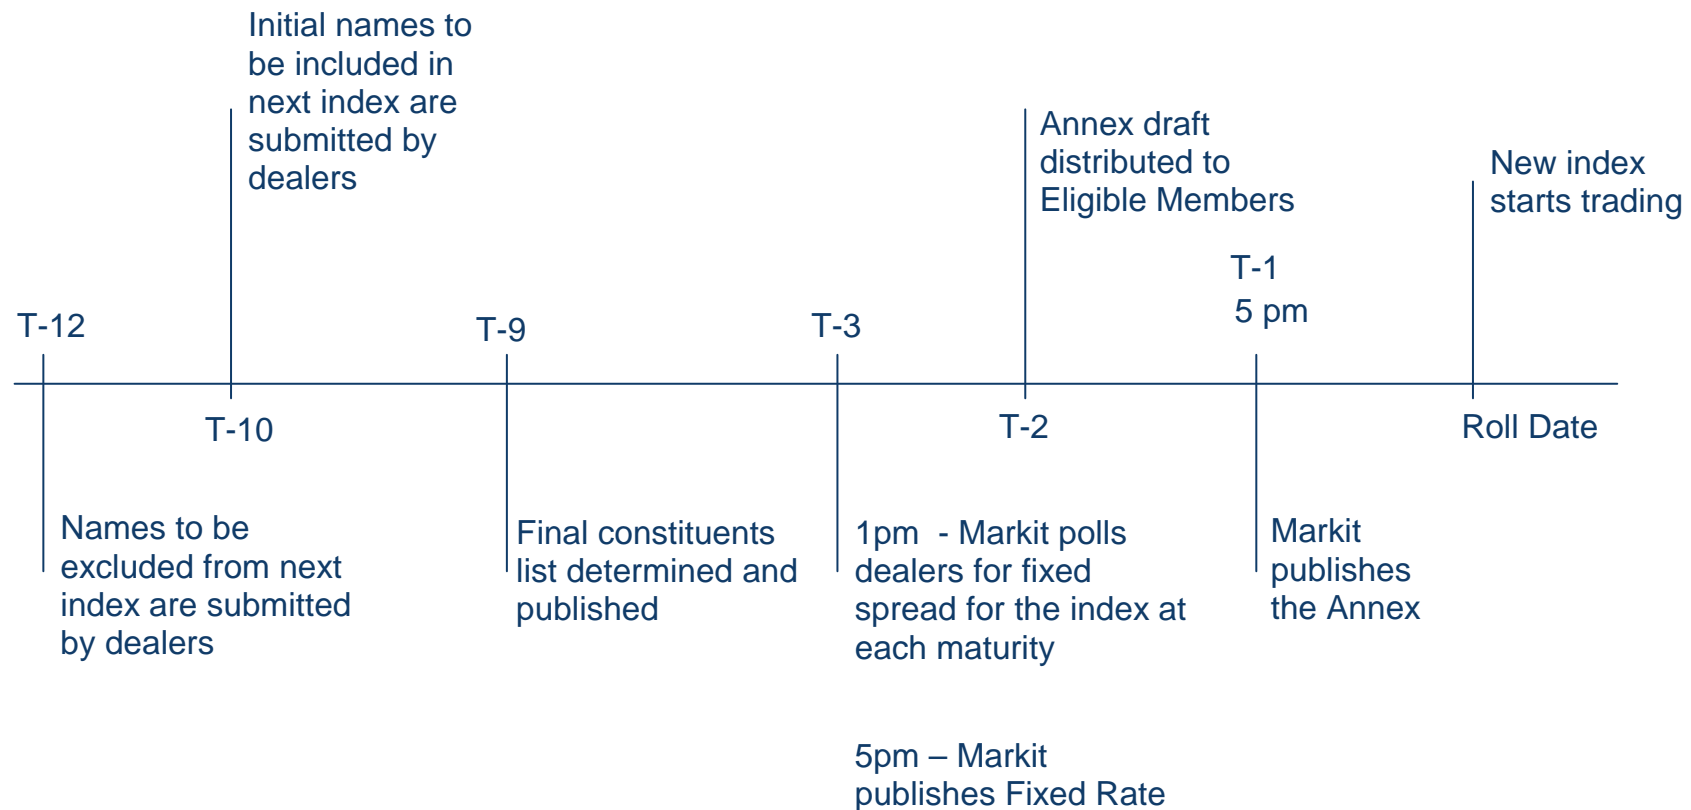 Initial names to
be included in
next index are
submitted by
dealers
Annex draft
distributed to
Eligible Members
New index
starts trading
T-1
5 pm
T-12
T-9
T-3
T-10
T-2
Roll Date
Names to be
excluded from next
index are submitted
by dealers
Final constituents
list determined and
published
1pm - Markit polls
dealers for fixed
spread for the index at
each maturity
5pm – Markit
publishes Fixed Rate
Markit
publishes
the Annex